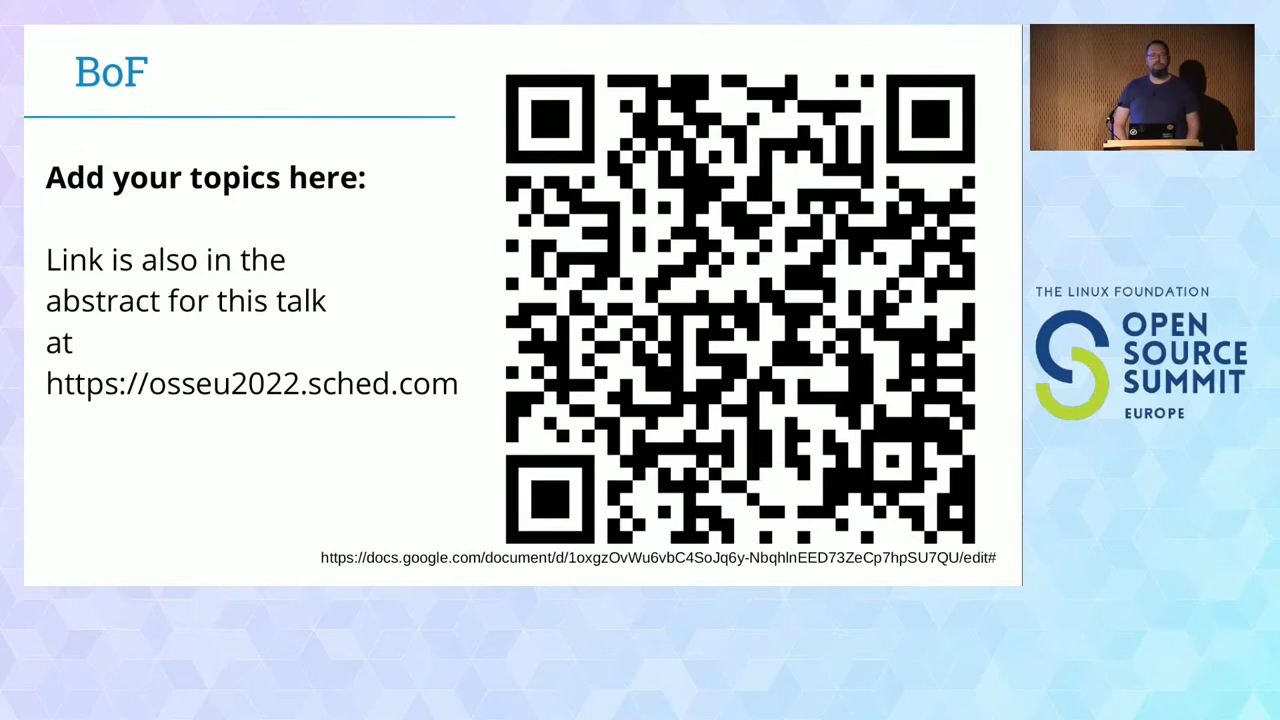 BoF
Add your topics here:
Link is also in the
abstract for this talk
at
https://osseu2022.sched.com
https://docs.google.com/document/d/1oxgzOvWu6vbC4SoJq6y-NbqhlnEED73ZeCp7hpSU7QU/edit#
THE LINUX FOUNDATION
OPEN
SOURCE
SUMMIT
EUROPE